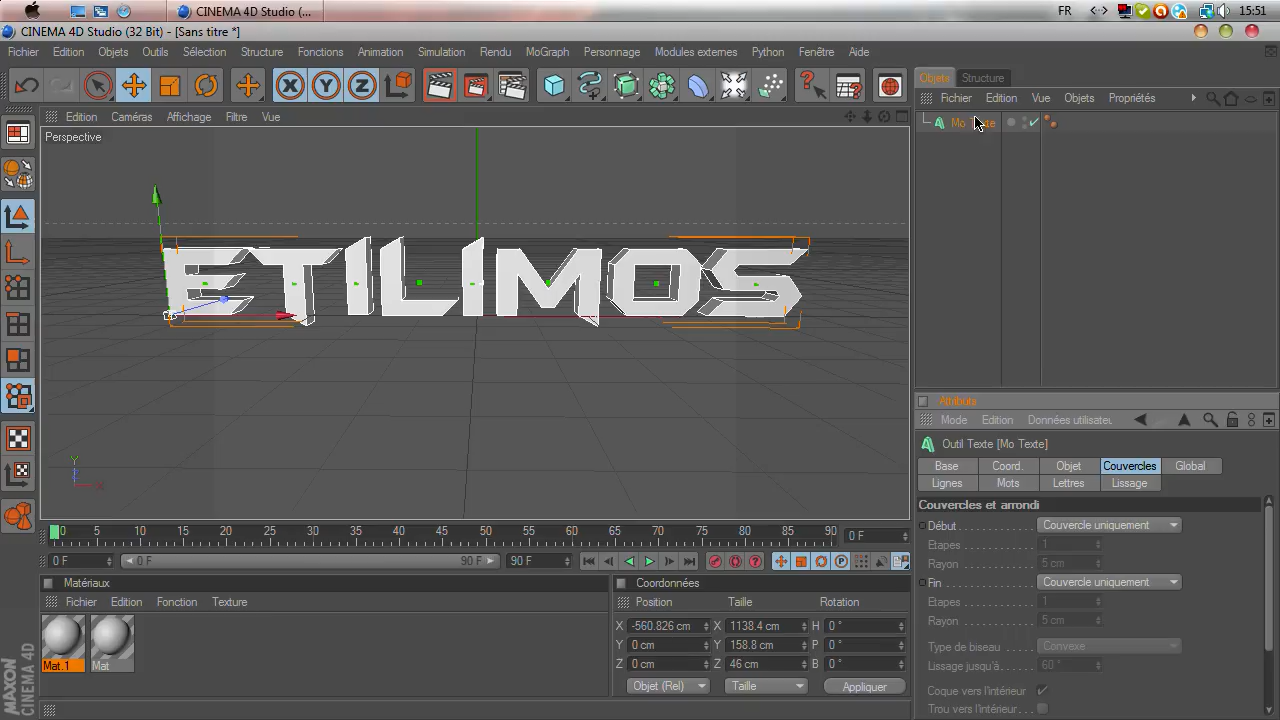 CINEMA 4D Studio (...
FR
15:51
CINEMA 4D Studio (32 Bit) - [Sans titre *]
Fichier Edition Objets Outils Sélection Structure Fonctions Animation Simulation Rendu MoGraph Personnage Modules externes Python Fenêtre Aide
Objets Structure
Edition Caméras Affichage Filtre Vue
Fichier Edition Vue Objets Propriétés
Perspective
Mo Texte
ETILIMOS
Y
Z
X
Attributs
Mode Edition Données utilisateur
Outil Texte [Mo Texte]
Base Coord. Objet Couvercles Global
Lignes Mots Lettres Lissage
Couvercles et arrondi
Début Couvercle uniquement
Etapes 1
Rayon 5 cm
Fin Couvercle uniquement
Etapes 1
Rayon 5 cm
Type de biseau Convexe
Lissage jusqu'à 60 °
Coque vers l'intérieur
Trou vers l'intérieur
0 5 10 15 20 25 30 35 40 45 50 55 60 65 70 75 80 85 90
0 F
0 F 0 F 90 F 90 F
Matériaux
Fichier Edition Fonction Texture
Mat.1 Mat
Coordonnées
Position Taille Rotation
X -560.826 cm X 1138.4 cm H 0 °
Y 0 cm Y 158.8 cm P 0 °
Z 0 cm Z 46 cm B 0 °
Objet (Rel) Taille Appliquer
MAXON
CINEMA 4D